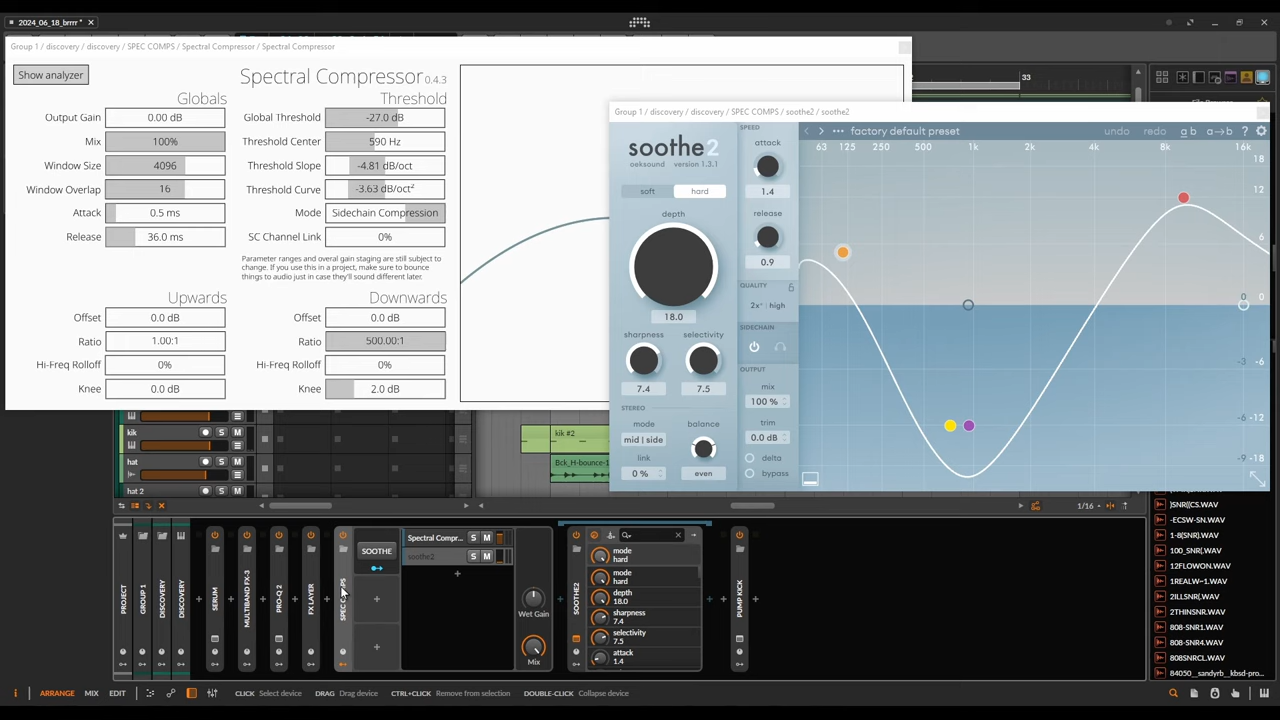 2024_06_18_brrrr *
Group 1 / discovery / discovery / SPEC COMPS / Spectral Compressor / Spectral Compressor
Show analyzer
Spectral Compressor 0.4.3
Globals
Output Gain 0.00 dB
Mix 100%
Window Size 4096
Window Overlap 16
Attack 0.5 ms
Release 36.0 ms
Threshold
Global Threshold -27.0 dB
Threshold Center 590 Hz
Threshold Slope -4.81 dB/oct
Threshold Curve -3.63 dB/oct²
Mode Sidechain Compression
SC Channel Link 0%
Parameter ranges and overal gain staging are still subject to
change. If you use this in a project, make sure to bounce
things to audio just in case they'll sound different later.
Upwards
Offset 0.0 dB
Ratio 1.00:1
Hi-Freq Rolloff 0%
Knee 0.0 dB
Downwards
Offset 0.0 dB
Ratio 500.00:1
Hi-Freq Rolloff 0%
Knee 2.0 dB
33
Group 1 / discovery / discovery / SPEC COMPS / soothe2 / soothe2
soothe2
oeksound version 1.3.1
soft hard
depth
18.0
sharpness selectivity
7.4 7.5
STEREO
mode balance
mid | side
link
0 % even
SPEED
attack
1.4
release
0.9
QUALITY
2x* | high
SIDECHAIN
OUTPUT
mix
100 %
trim
0.0 dB
delta
bypass
factory default preset
undo redo a b a→b ?
63 125 250 500 1k 2k 4k 8k 16k
18
12
6
0 0
-3 -6
-6 -12
-9 -18
kik S M
kik #2
hat S M
Bck_H-bounce-1
hat 2 S M
1/16
)SNR((CS.WAV
-ECSW-SN.WAV
1-8(SNR).WAV
100_SNR).WAV
12FLOWON.WAV
1REALW~1.WAV
2ILLSNR(.WAV
2THINSNR.WAV
808-SNR1.WAV
808-SNR4.WAV
808SNRCL.WAV
84050__sandyrb__kbsd-pro...
PROJECT
GROUP 1
DISCOVERY
DISCOVERY
SERUM
MULTIBAND FX-3
PRO-Q 2
FX LAYER
SPEC COMPS
SOOTHE
Spectral Compr... S M
soothe2 S M
Wet Gain
Mix
SOOTHE2
mode
hard
mode
hard
depth
18.0
sharpness
7.4
selectivity
7.5
attack
1.4
PUMP KICK
i ARRANGE MIX EDIT CLICK Select device DRAG Drag device CTRL+CLICK Remove from selection DOUBLE-CLICK Collapse device